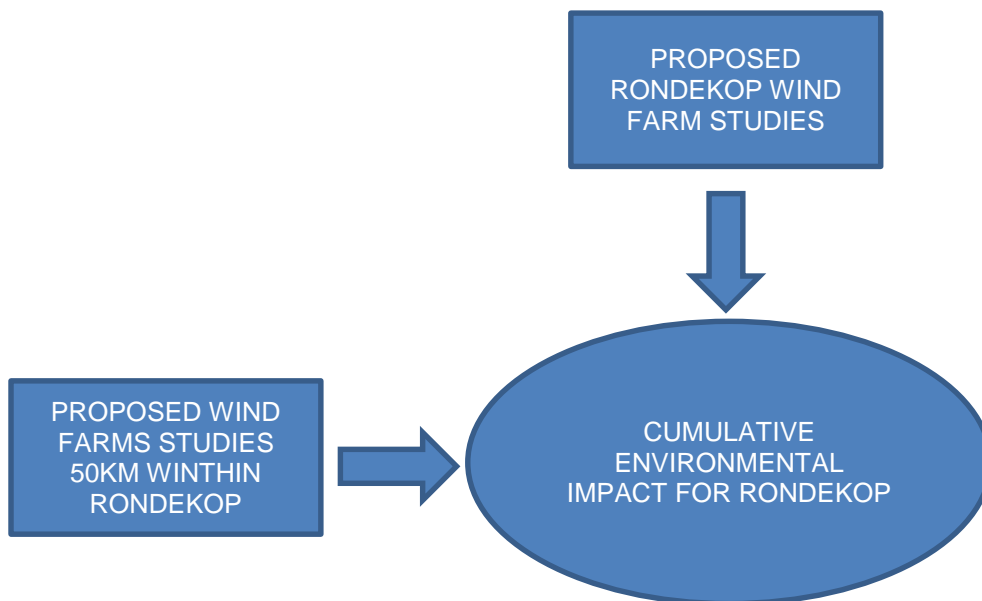 PROPOSED
RONDEKOP WIND
FARM STUDIES
PROPOSED WIND
FARMS STUDIES
50KM WINTHIN
RONDEKOP
CUMULATIVE
ENVIRONMENTAL
IMPACT FOR RONDEKOP